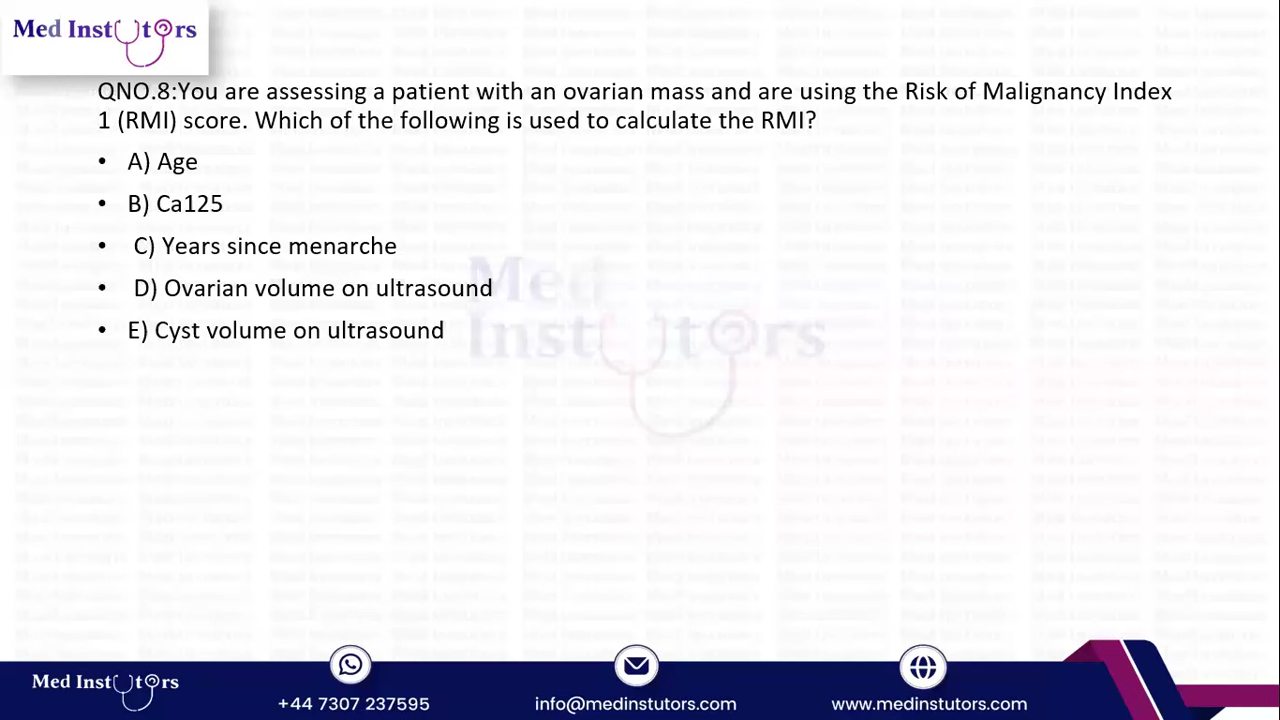 Med Instutors
QNO.8:You are assessing a patient with an ovarian mass and are using the Risk of Malignancy Index
1 (RMI) score. Which of the following is used to calculate the RMI?
• A) Age
• B) Ca125
• C) Years since menarche
• D) Ovarian volume on ultrasound
• E) Cyst volume on ultrasound
Med
Instutors
Med Instutors
+44 7307 237595
info@medinstutors.com
www.medinstutors.com